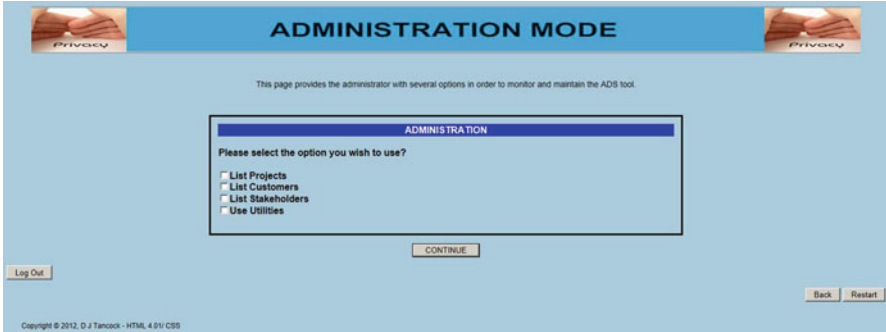 Privacy
ADMINISTRATION MODE
Privacy
This page provides the administrator with several options in order to monitor and maintain the ADS tool.
ADMINISTRATION
Please select the option you wish to use?
List Projects
List Customers
List Stakeholders
Use Utilities
CONTINUE
Log Out
Back Restart
Copyright © 2012, D J Tancock - HTML 4.01/ CSS